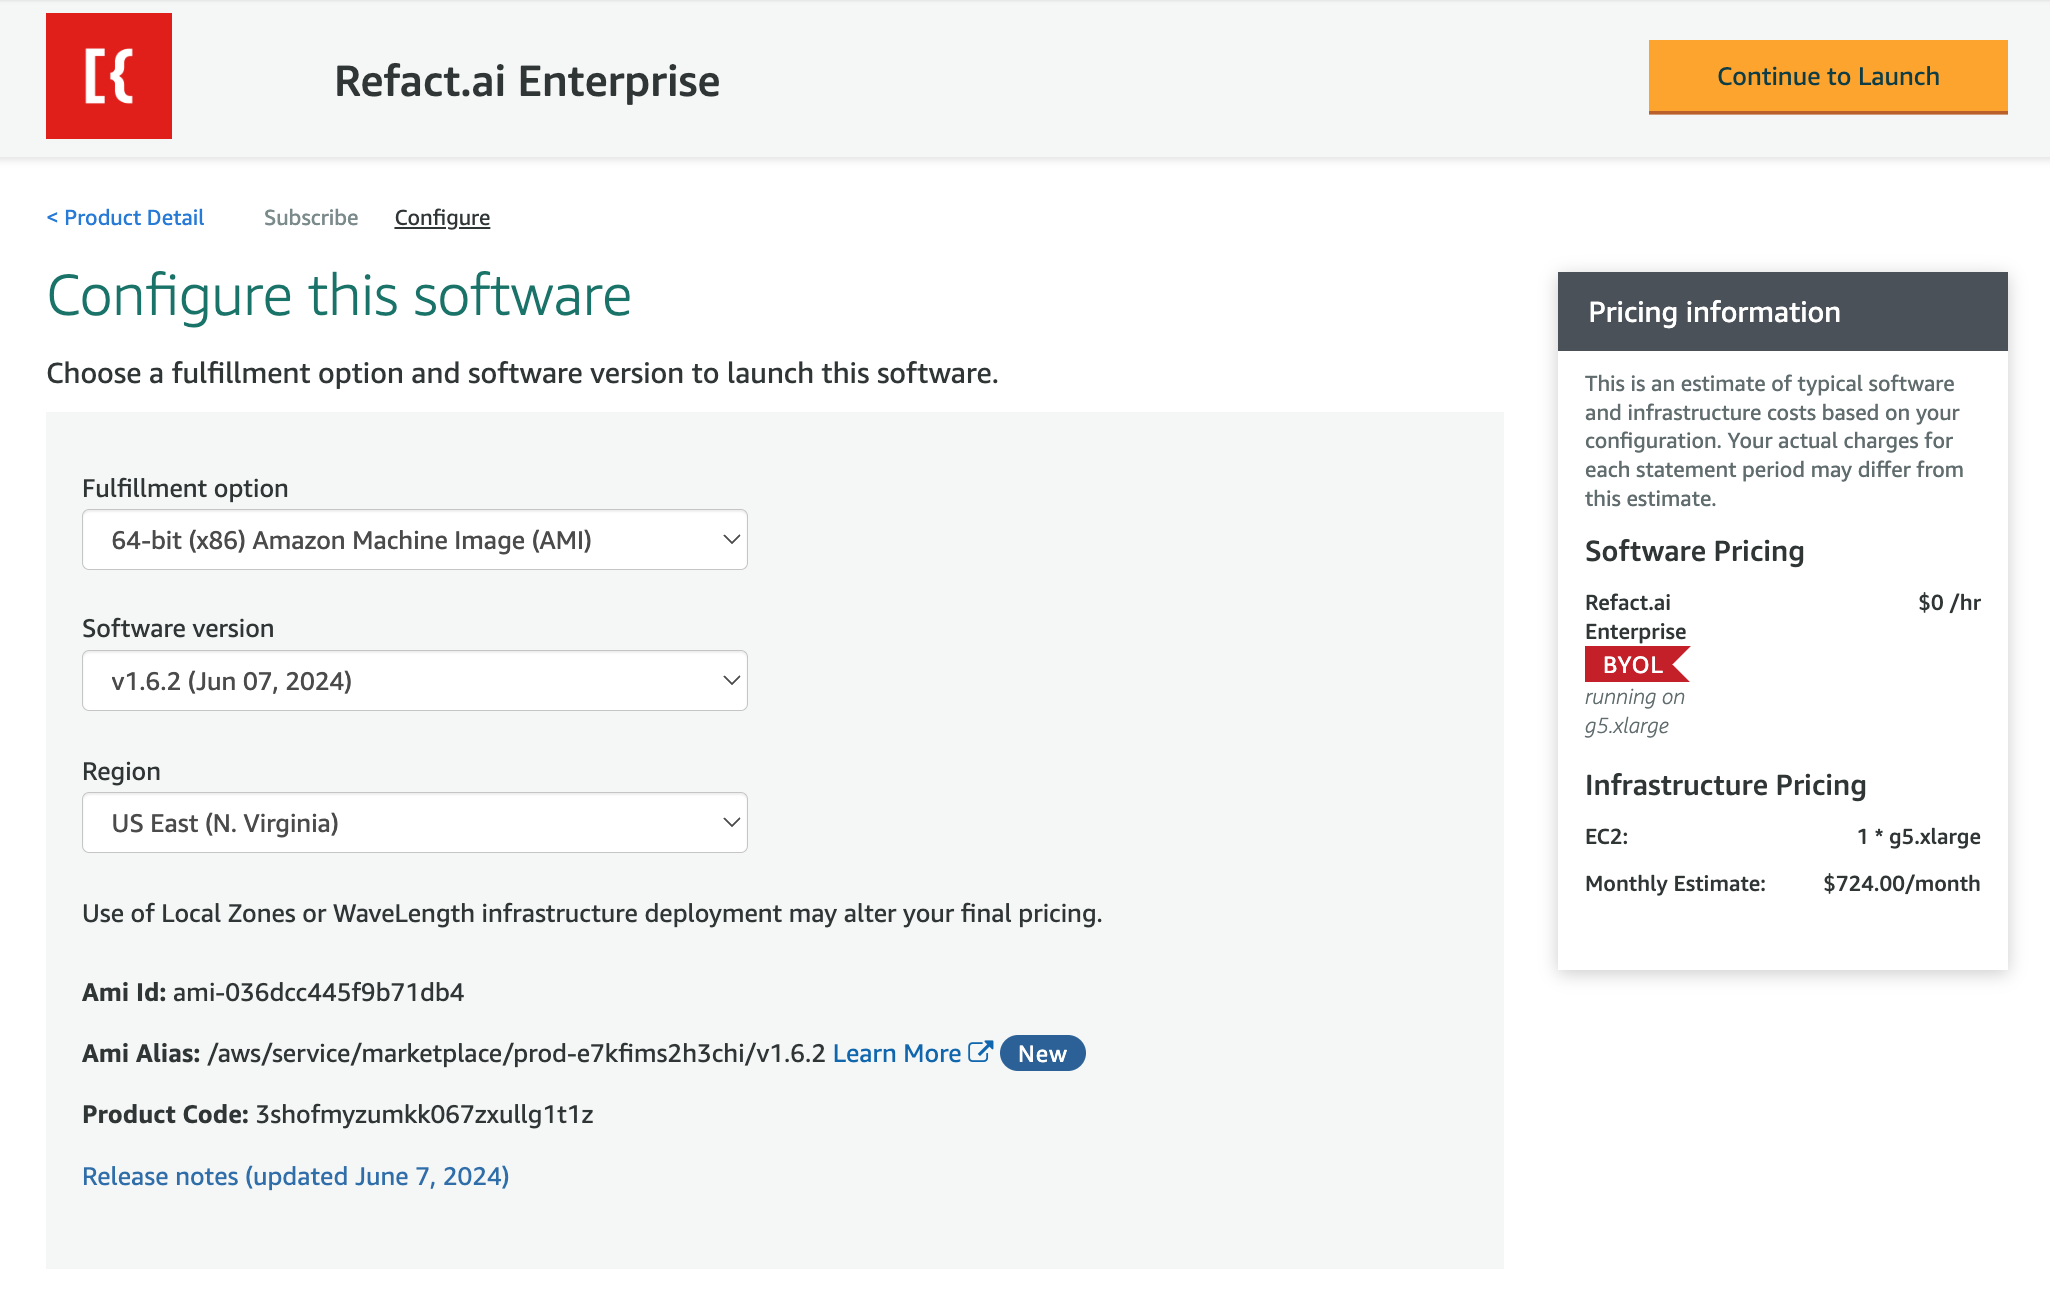 [{
Refact.ai Enterprise
Continue to Launch
< Product Detail
Subscribe
Configure
Configure this software
Choose a fulfillment option and software version to launch this software.
Fulfillment option
64-bit (x86) Amazon Machine Image (AMI)
Software version
v1.6.2 (Jun 07, 2024)
Region
US East (N. Virginia)
Use of Local Zones or WaveLength infrastructure deployment may alter your final pricing.
Ami Id: ami-036dcc445f9b71db4
Ami Alias: /aws/service/marketplace/prod-e7kfims2h3chi/v1.6.2 Learn More New
Product Code: 3shofmyzumkk067zxullg1t1z
Release notes (updated June 7, 2024)
Pricing information
This is an estimate of typical software
and infrastructure costs based on your
configuration. Your actual charges for
each statement period may differ from
this estimate.
Software Pricing
Refact.ai $0 /hr
Enterprise
BYOL
running on
g5.xlarge
Infrastructure Pricing
EC2: 1 * g5.xlarge
Monthly Estimate: $724.00/month